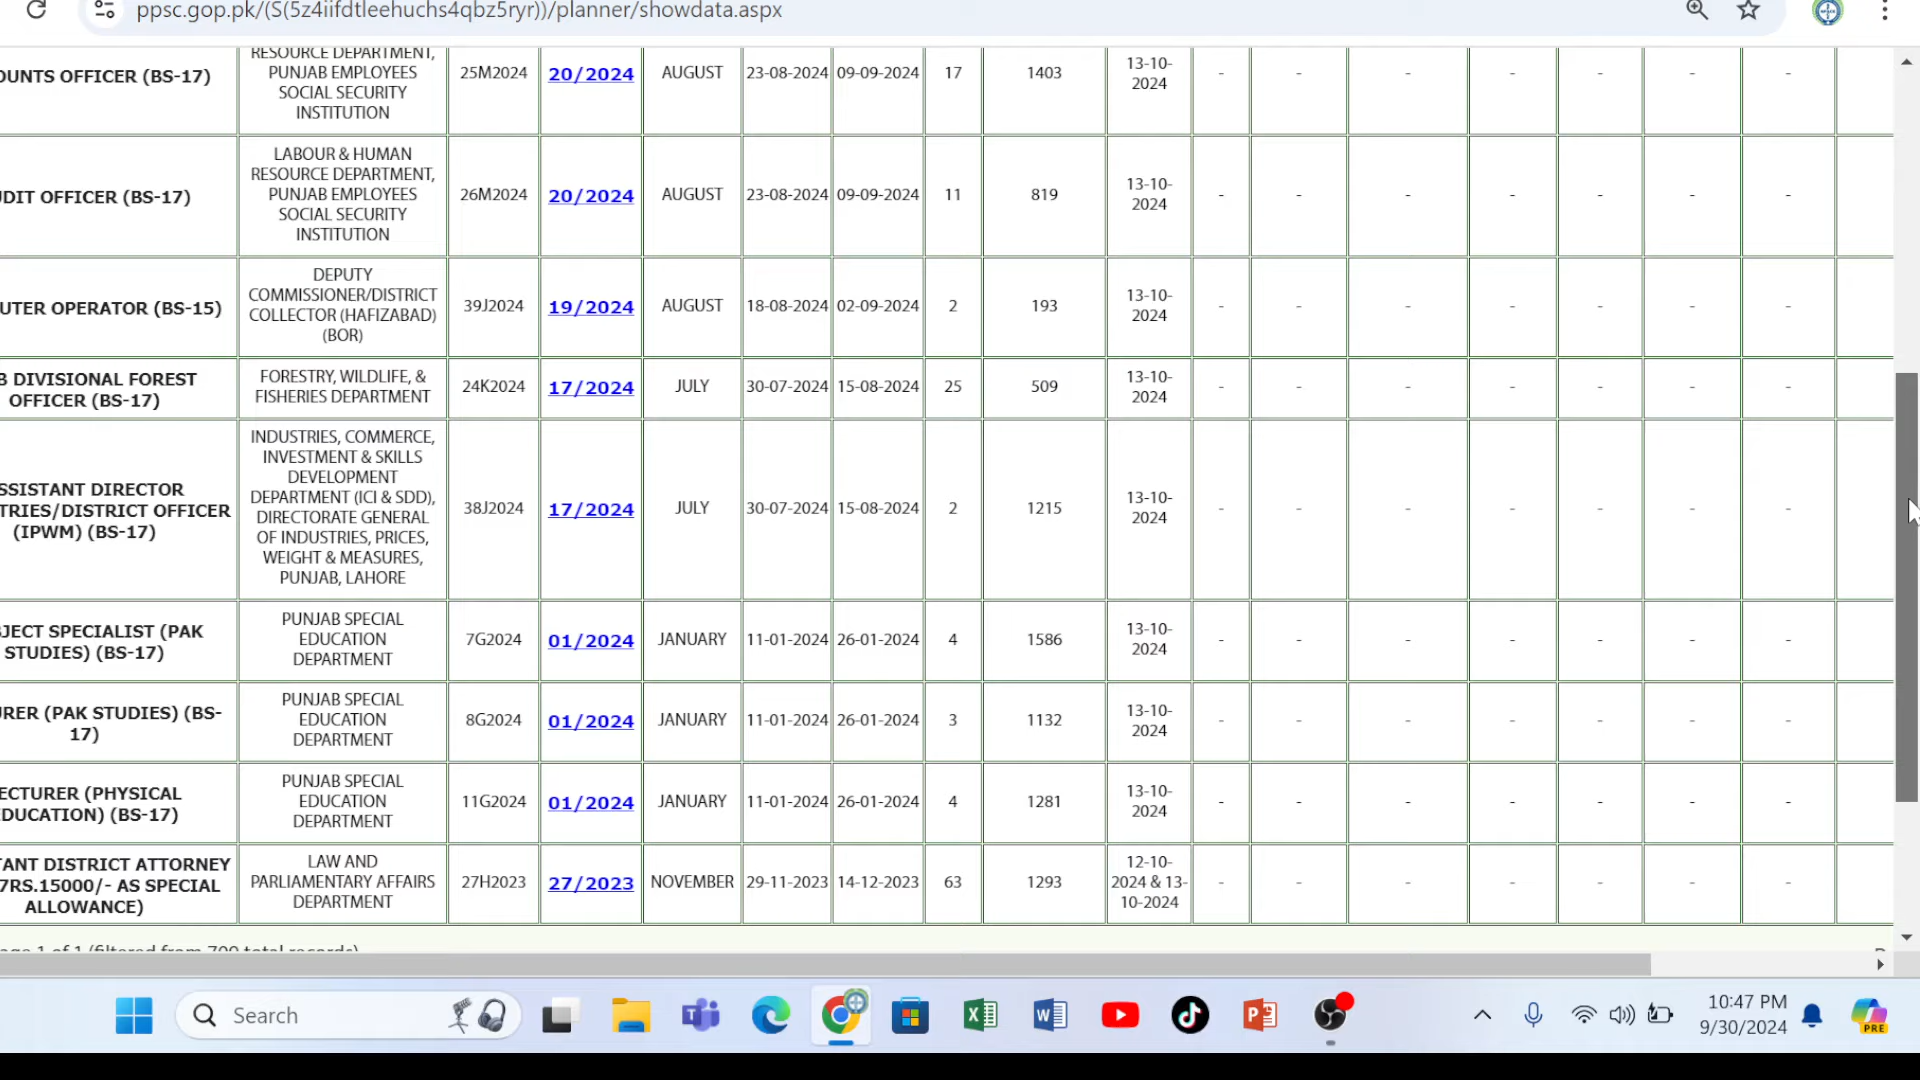 ppsc.gop.pk/(S(5z4iifdtleehuchs4qbz5ryr))/planner/showdata.aspx
OUNTS OFFICER (BS-17)
RESOURCE DEPARTMENT,
PUNJAB EMPLOYEES
SOCIAL SECURITY
INSTITUTION
25M2024
20/2024
AUGUST
23-08-2024
09-09-2024
17
1403
13-10-
2024
-
-
-
-
-
-
-
DIT OFFICER (BS-17)
LABOUR & HUMAN
RESOURCE DEPARTMENT,
PUNJAB EMPLOYEES
SOCIAL SECURITY
INSTITUTION
26M2024
20/2024
AUGUST
23-08-2024
09-09-2024
11
819
13-10-
2024
-
-
-
-
-
-
-
UTER OPERATOR (BS-15)
DEPUTY
COMMISSIONER/DISTRICT
COLLECTOR (HAFIZABAD)
(BOR)
39J2024
19/2024
AUGUST
18-08-2024
02-09-2024
2
193
13-10-
2024
-
-
-
-
-
-
-
B DIVISIONAL FOREST
OFFICER (BS-17)
FORESTRY, WILDLIFE, &
FISHERIES DEPARTMENT
24K2024
17/2024
JULY
30-07-2024
15-08-2024
25
509
13-10-
2024
-
-
-
-
-
-
-
SSISTANT DIRECTOR
TRIES/DISTRICT OFFICER
(IPWM) (BS-17)
INDUSTRIES, COMMERCE,
INVESTMENT & SKILLS
DEVELOPMENT
DEPARTMENT (ICI & SDD),
DIRECTORATE GENERAL
OF INDUSTRIES, PRICES,
WEIGHT & MEASURES,
PUNJAB, LAHORE
38J2024
17/2024
JULY
30-07-2024
15-08-2024
2
1215
13-10-
2024
-
-
-
-
-
-
-
JECT SPECIALIST (PAK
STUDIES) (BS-17)
PUNJAB SPECIAL
EDUCATION
DEPARTMENT
7G2024
01/2024
JANUARY
11-01-2024
26-01-2024
4
1586
13-10-
2024
-
-
-
-
-
-
-
URER (PAK STUDIES) (BS-
17)
PUNJAB SPECIAL
EDUCATION
DEPARTMENT
8G2024
01/2024
JANUARY
11-01-2024
26-01-2024
3
1132
13-10-
2024
-
-
-
-
-
-
-
ECTURER (PHYSICAL
DUCATION) (BS-17)
PUNJAB SPECIAL
EDUCATION
DEPARTMENT
11G2024
01/2024
JANUARY
11-01-2024
26-01-2024
4
1281
13-10-
2024
-
-
-
-
-
-
-
TANT DISTRICT ATTORNEY
7RS.15000/- AS SPECIAL
ALLOWANCE)
LAW AND
PARLIAMENTARY AFFAIRS
DEPARTMENT
27H2023
27/2023
NOVEMBER
29-11-2023
14-12-2023
63
1293
12-10-
2024 & 13-
10-2024
-
-
-
-
-
-
-
age 1 of 1 (filtered from 700 total records)
Search
10:47 PM
9/30/2024
PRE